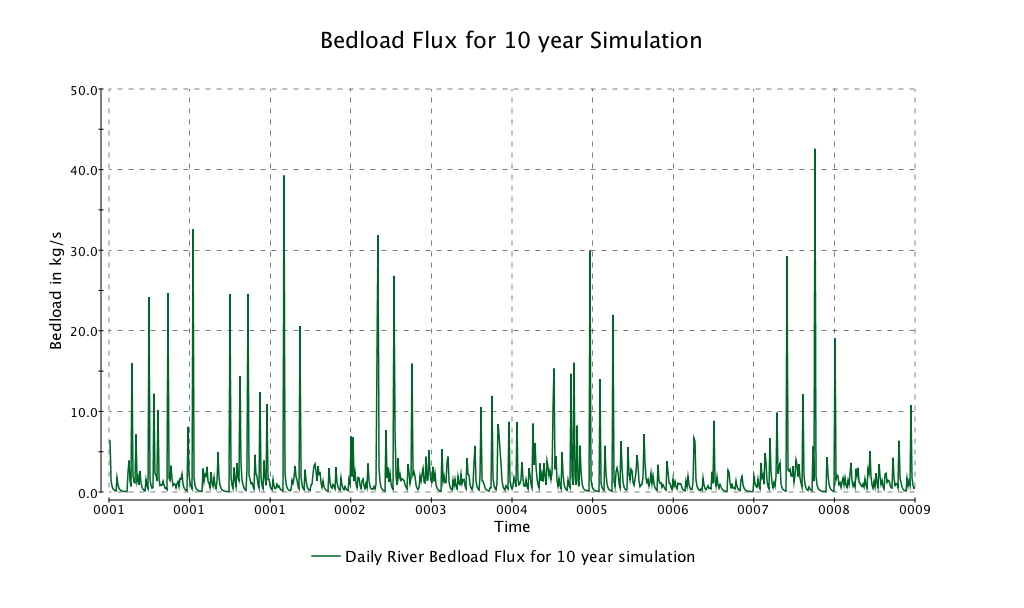 Bedload Flux for 10 year Simulation
50.0
40.0
30.0
20.0
10.0
0.0
Bedload in kg/s
0001 0001 0001 0002 0003 0004 0005 0006 0007 0008 0009
Time
Daily River Bedload Flux for 10 year simulation